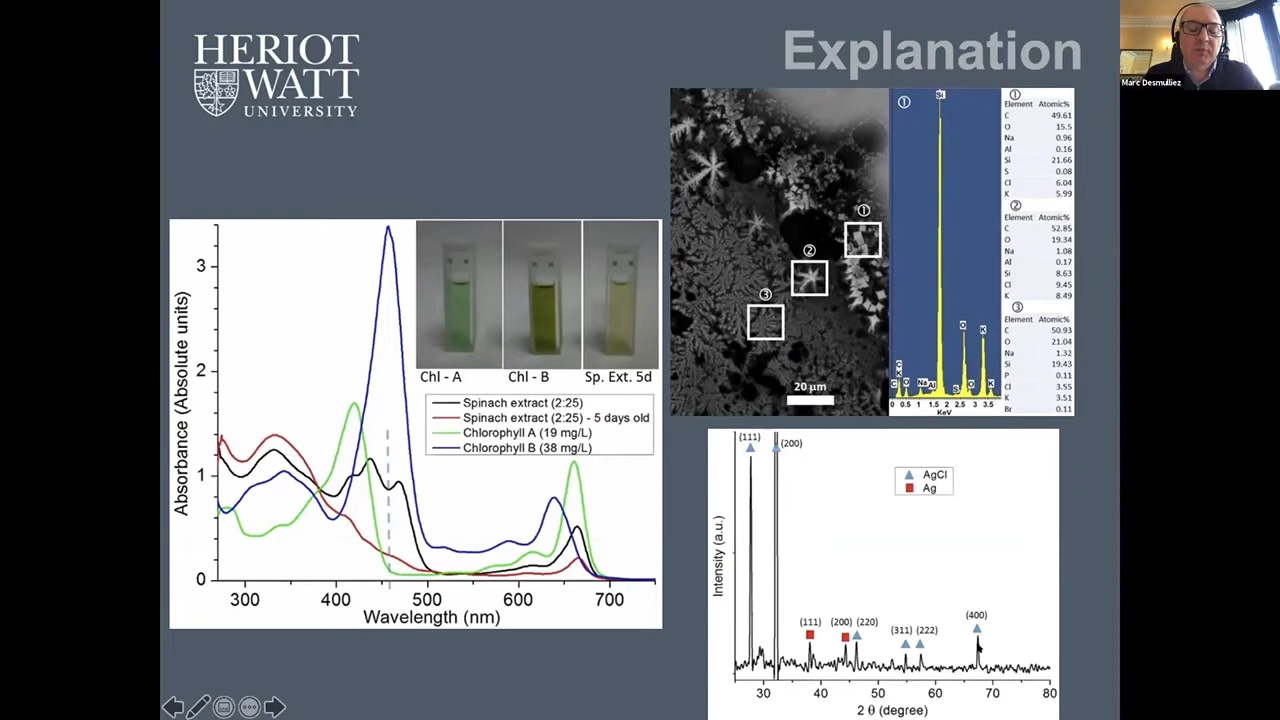 HERIOT
WATT
UNIVERSITY
Explanation
Marc Desmulliez
Absorbance (Absolute units)
3
2
1
0
300
400
500
600
700
Wavelength (nm)
Chl - A
Chl - B
Sp. Ext. 5d
Spinach extract (2:25)
Spinach extract (2:25) - 5 days old
Chlorophyll A (19 mg/L)
Chlorophyll B (38 mg/L)
①
②
③
20 µm
①
Si
C
O
K
C
O
Na
Al
S
O
K
K
0 0.5 1 1.5 2 2.5 3 3.5
KeV
①
Element Atomic%
C 49.61
O 15.5
Na 0.96
Al 0.16
Si 21.66
S 0.08
Cl 6.04
K 5.99
②
Element Atomic%
C 52.85
O 19.34
Na 1.08
Al 0.17
Si 8.63
Cl 9.45
K 8.49
③
Element Atomic%
C 50.93
O 21.04
Na 1.32
Si 19.43
P 0.11
Cl 3.55
K 3.51
Br 0.11
Intensity (a.u.)
(111)
(200)
AgCl
Ag
(111)
(200)
(220)
(311)
(222)
(400)
30
40
50
60
70
80
2 θ (degree)